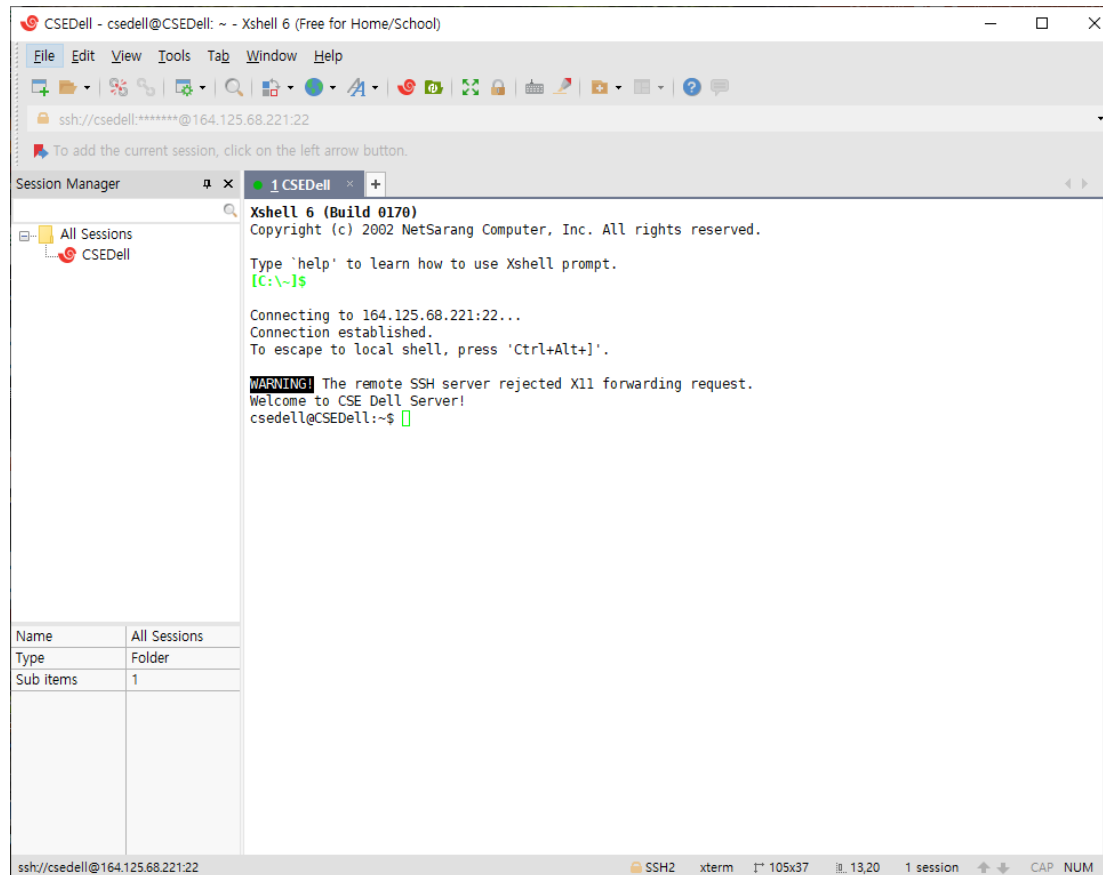 CSEDell - csedell@CSEDell: ~ - Xshell 6 (Free for Home/School)
File Edit View Tools Tab Window Help
ssh://csedell:*******@164.125.68.221:22
To add the current session, click on the left arrow button.
Session Manager
1 CSEDell
All Sessions
CSEDell
Xshell 6 (Build 0170)
Copyright (c) 2002 NetSarang Computer, Inc. All rights reserved.
Type `help' to learn how to use Xshell prompt.
[C:\~]$
Connecting to 164.125.68.221:22...
Connection established.
To escape to local shell, press 'Ctrl+Alt+]'.
WARNING! The remote SSH server rejected X11 forwarding request.
Welcome to CSE Dell Server!
csedell@CSEDell:~$
Name All Sessions
Type Folder
Sub items 1
ssh://csedell@164.125.68.221:22 SSH2 xterm 105x37 13,20 1 session CAP NUM